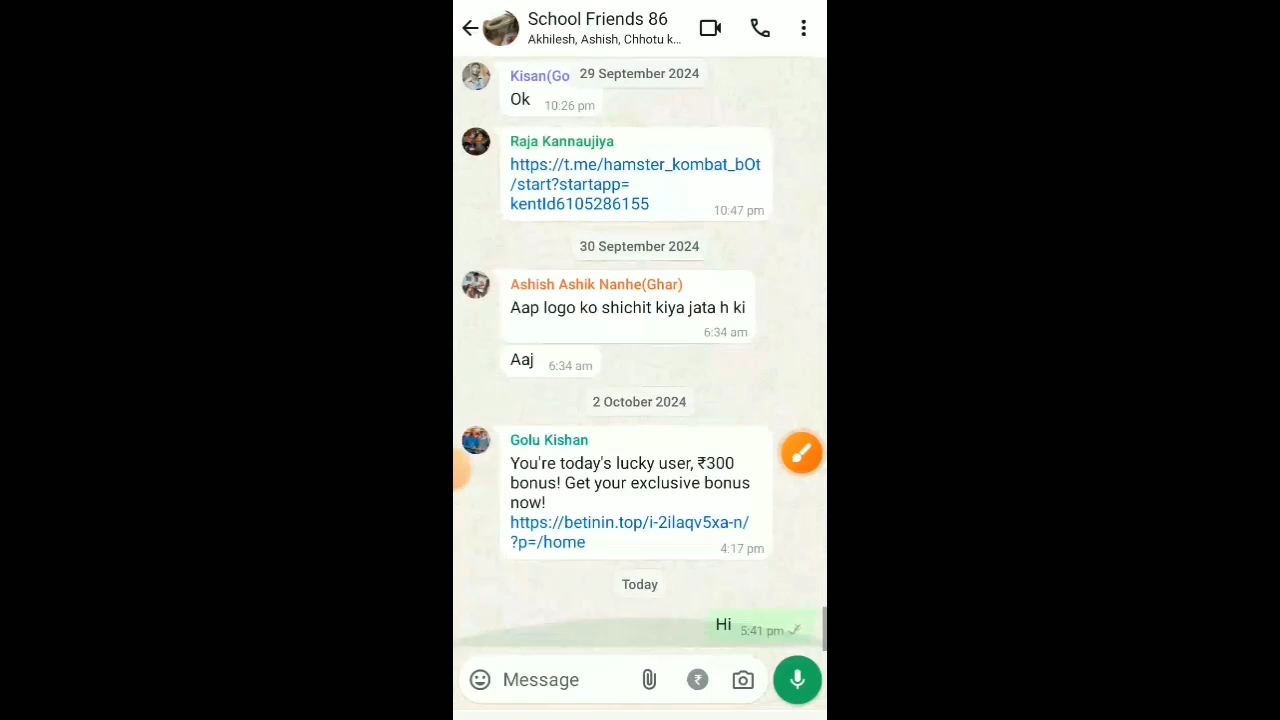 School Friends 86
Akhilesh, Ashish, Chhotu k...
29 September 2024
Kisan(Go
Ok 10:26 pm
Raja Kannaujiya
https://t.me/hamster_kombat_bOt
/start?startapp=
kentId6105286155
10:47 pm
30 September 2024
Ashish Ashik Nanhe(Ghar)
Aap logo ko shichit kiya jata h ki
6:34 am
Aaj 6:34 am
2 October 2024
Golu Kishan
You're today's lucky user, ₹300
bonus! Get your exclusive bonus
now!
https://betinin.top/i-2ilaqv5xa-n/
?p=/home
4:17 pm
Today
Hi 5:41 pm
Message ₹